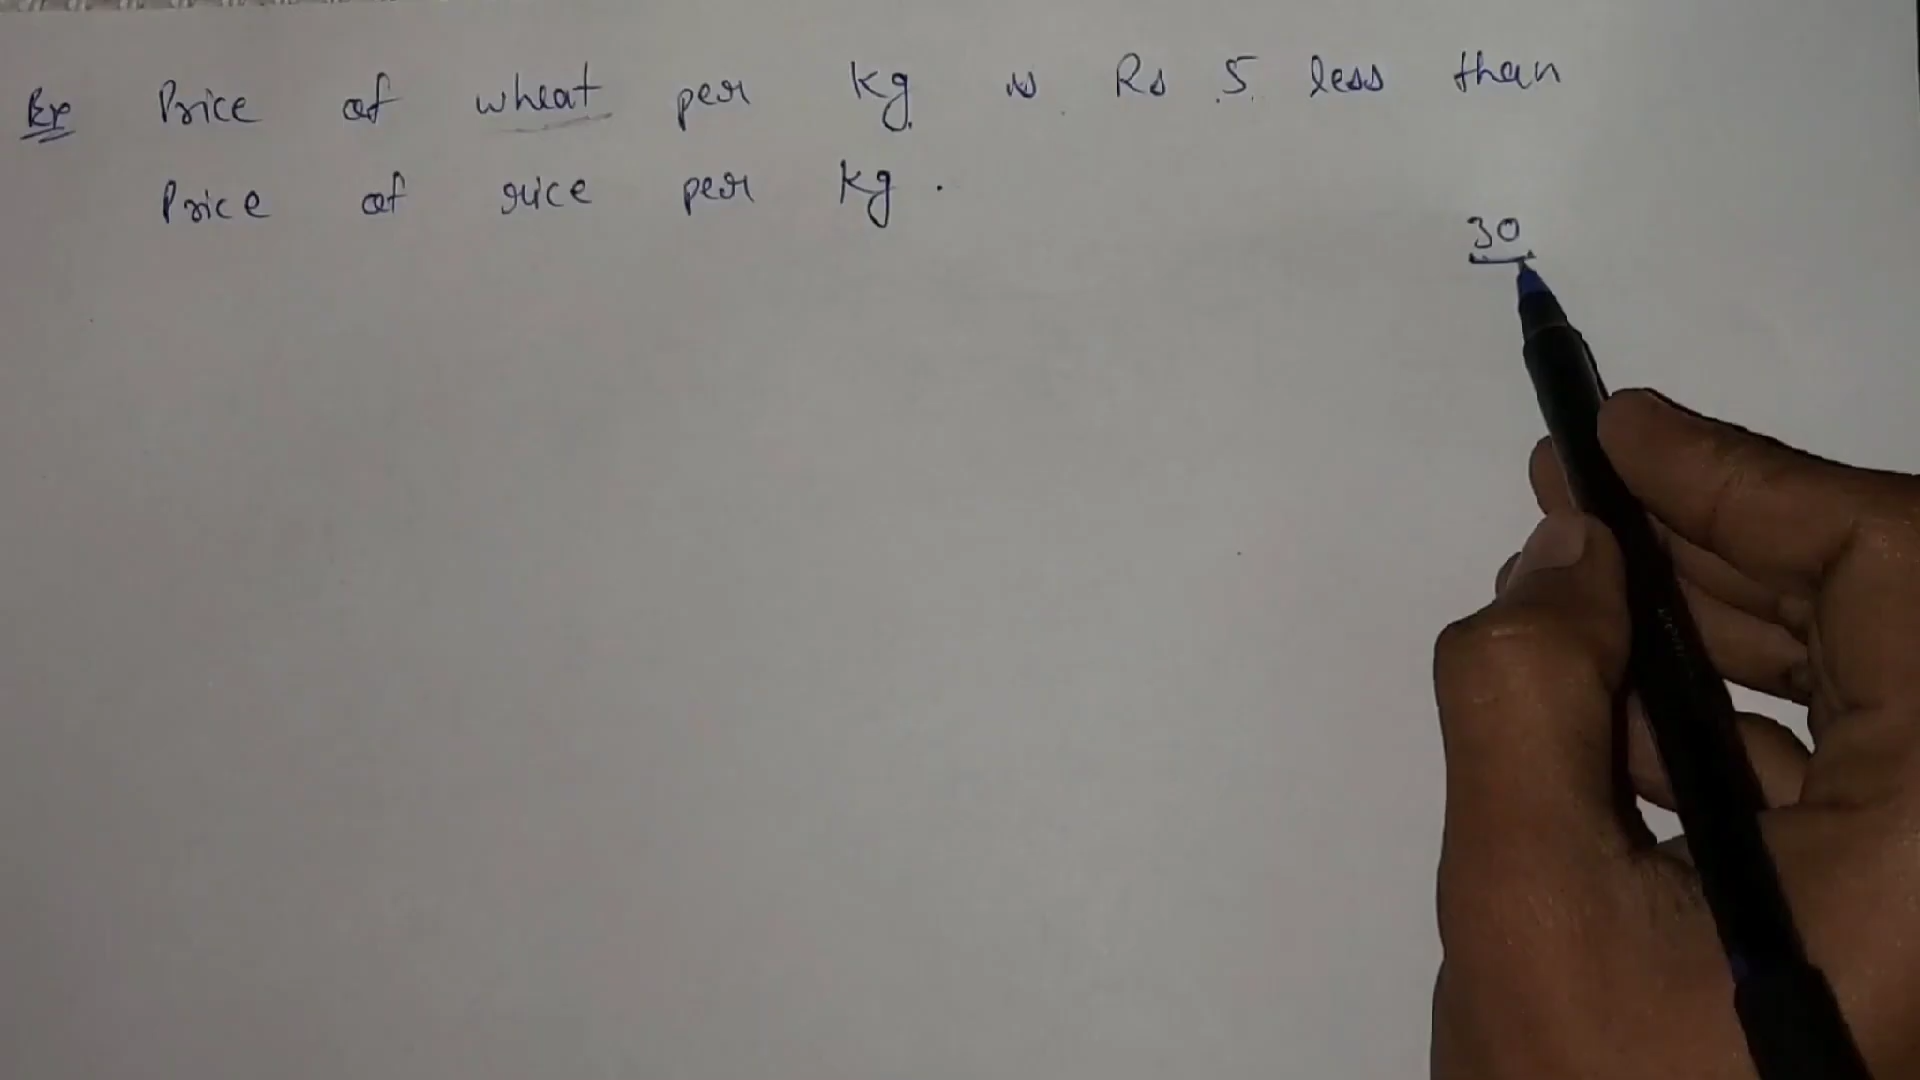 Ex Price of wheat per kg is Rs 5 less than
Price of rice per kg.
30